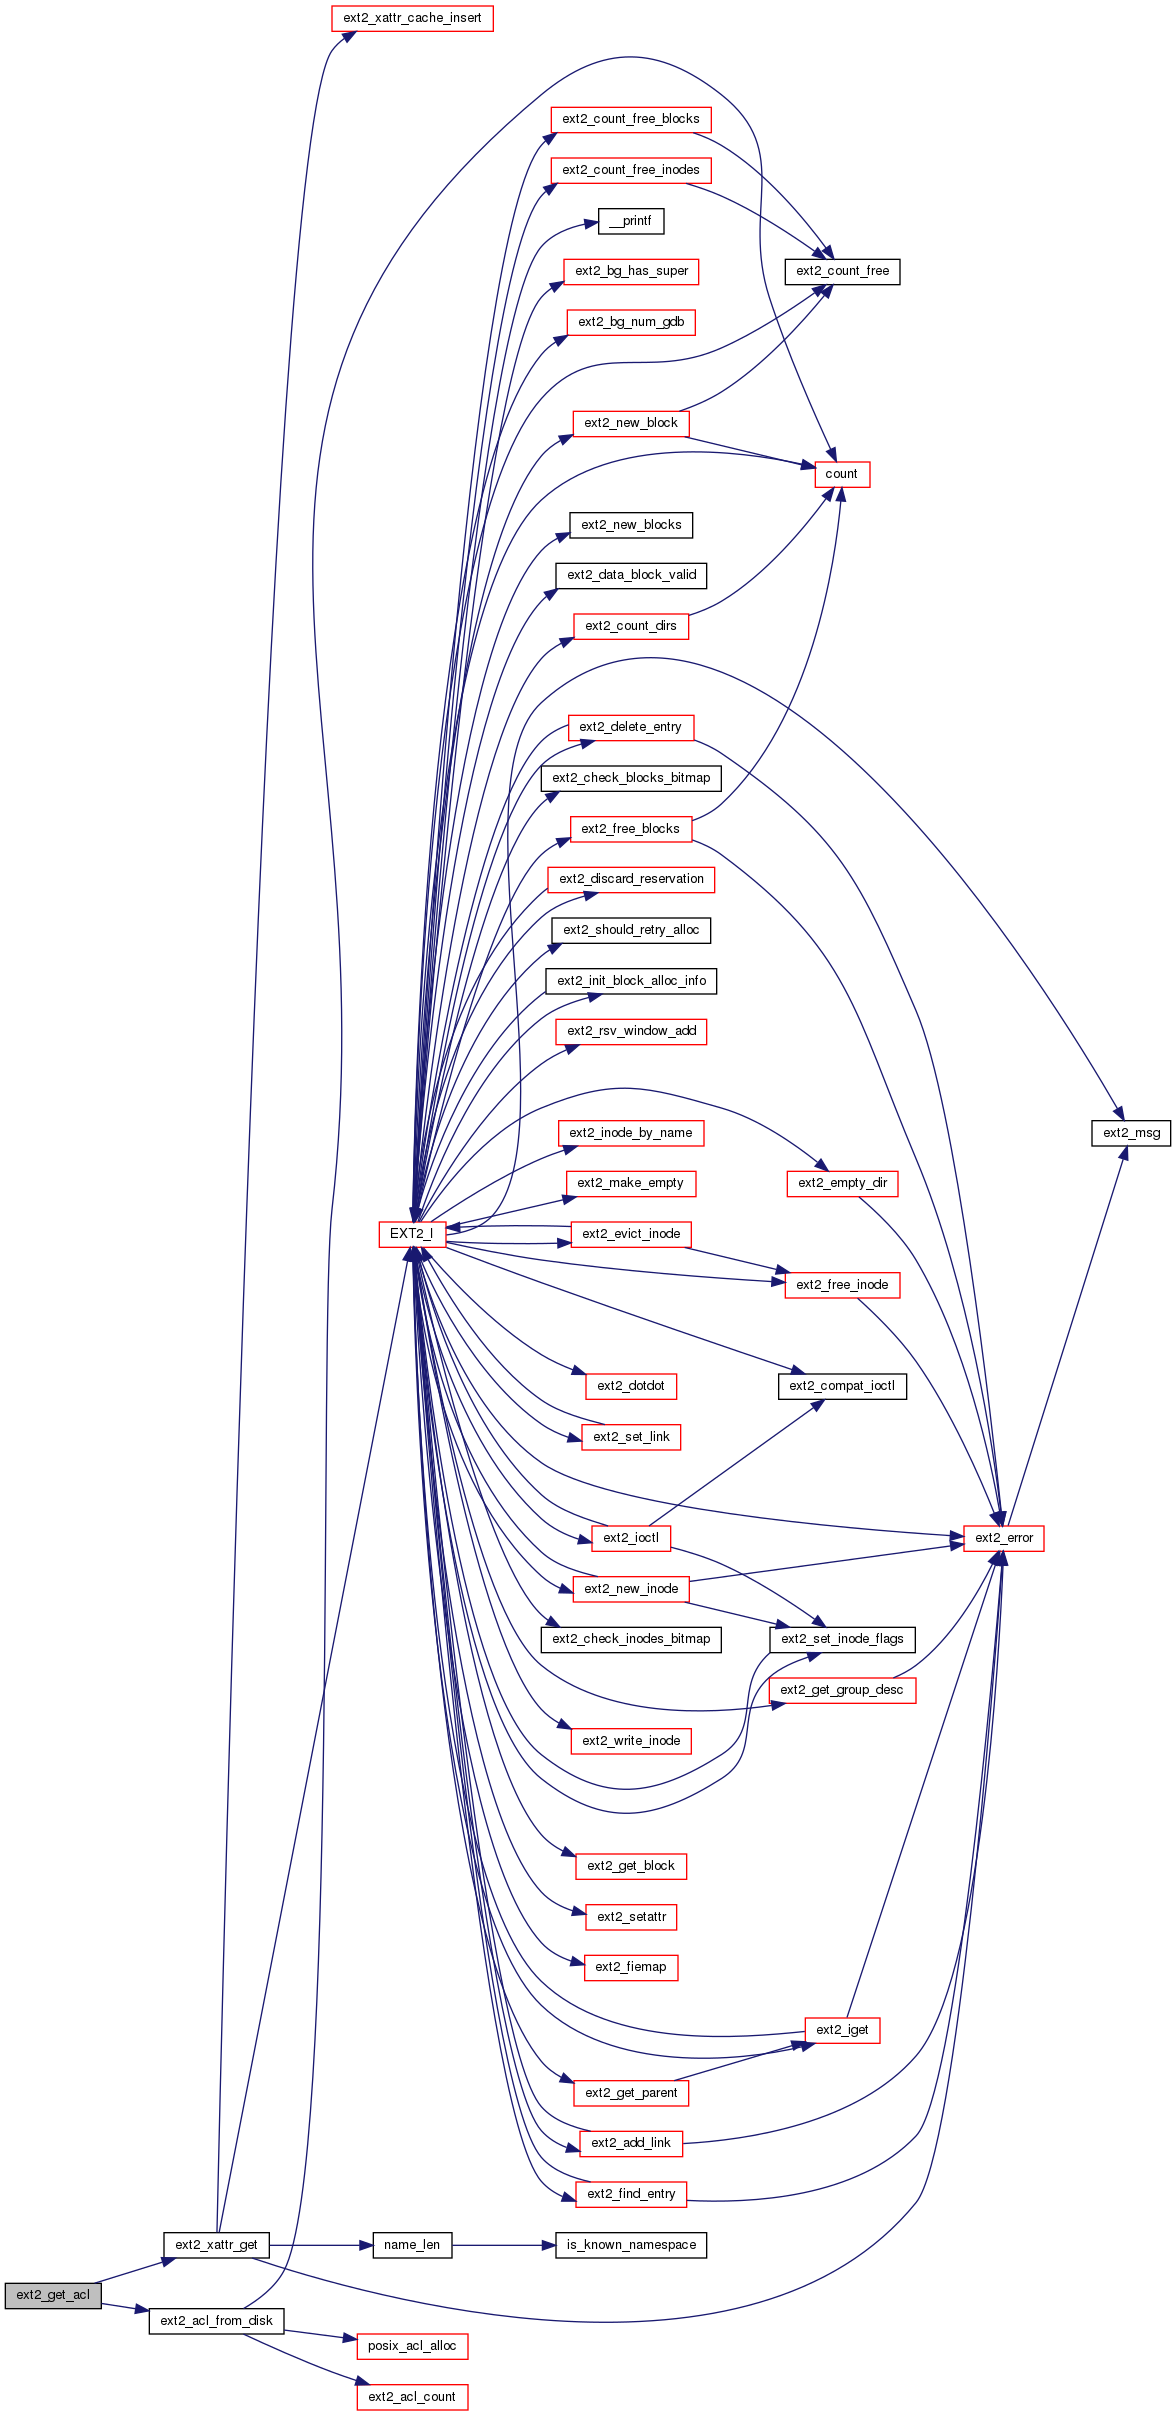 ext2_xattr_cache_insert
ext2_count_free_blocks
ext2_count_free_inodes
__printf
ext2_bg_has_super
ext2_count_free
ext2_bg_num_gdb
ext2_new_block
count
ext2_new_blocks
ext2_data_block_valid
ext2_count_dirs
ext2_delete_entry
ext2_check_blocks_bitmap
ext2_free_blocks
ext2_discard_reservation
ext2_should_retry_alloc
ext2_init_block_alloc_info
ext2_rsv_window_add
ext2_inode_by_name
ext2_msg
ext2_make_empty
ext2_empty_dir
EXT2_I
ext2_evict_inode
ext2_free_inode
ext2_dotdot
ext2_compat_ioctl
ext2_set_link
ext2_ioctl
ext2_error
ext2_new_inode
ext2_check_inodes_bitmap
ext2_set_inode_flags
ext2_get_group_desc
ext2_write_inode
ext2_get_block
ext2_setattr
ext2_fiemap
ext2_iget
ext2_get_parent
ext2_add_link
ext2_find_entry
ext2_xattr_get
name_len
is_known_namespace
ext2_get_acl
ext2_acl_from_disk
posix_acl_alloc
ext2_acl_count